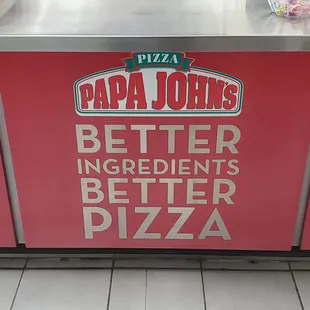 PIZZA
PAPA JOHN'S
BETTER
INGREDIENTS
BETTER
PIZZA